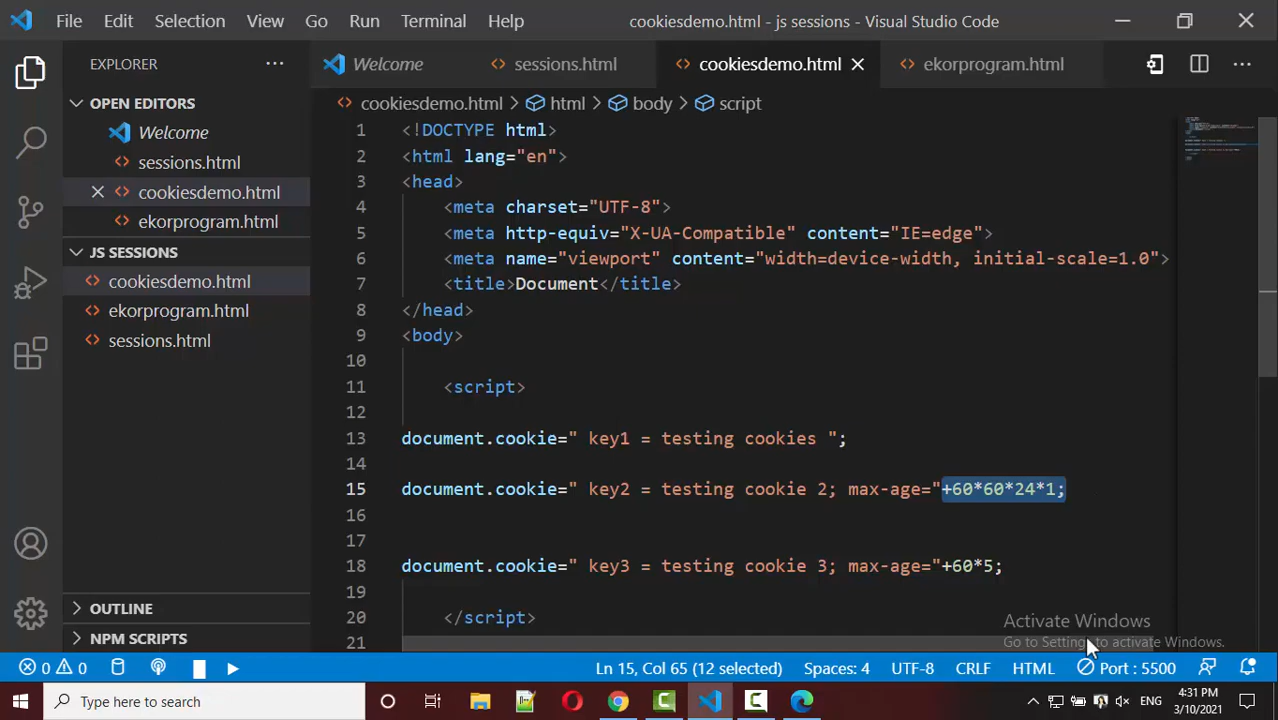 File Edit Selection View Go Run Terminal Help cookiesdemo.html - js sessions - Visual Studio Code
EXPLORER
Welcome sessions.html cookiesdemo.html ekorprogram.html
OPEN EDITORS
Welcome
sessions.html
cookiesdemo.html
ekorprogram.html
JS SESSIONS
cookiesdemo.html
ekorprogram.html
sessions.html
OUTLINE
NPM SCRIPTS
cookiesdemo.html > html > body > script
1 <!DOCTYPE html>
2 <html lang="en">
3 <head>
4 <meta charset="UTF-8">
5 <meta http-equiv="X-UA-Compatible" content="IE=edge">
6 <meta name="viewport" content="width=device-width, initial-scale=1.0">
7 <title>Document</title>
8 </head>
9 <body>
10
11 <script>
12
13 document.cookie=" key1 = testing cookies ";
14
15 document.cookie=" key2 = testing cookie 2; max-age="+60*60*24*1;
16
17
18 document.cookie=" key3 = testing cookie 3; max-age="+60*5;
19
20 </script>
21
Activate Windows
Go to Settings to activate Windows.
0 0 Ln 15, Col 65 (12 selected) Spaces: 4 UTF-8 CRLF HTML Port : 5500
Type here to search ENG 4:31 PM
3/10/2021